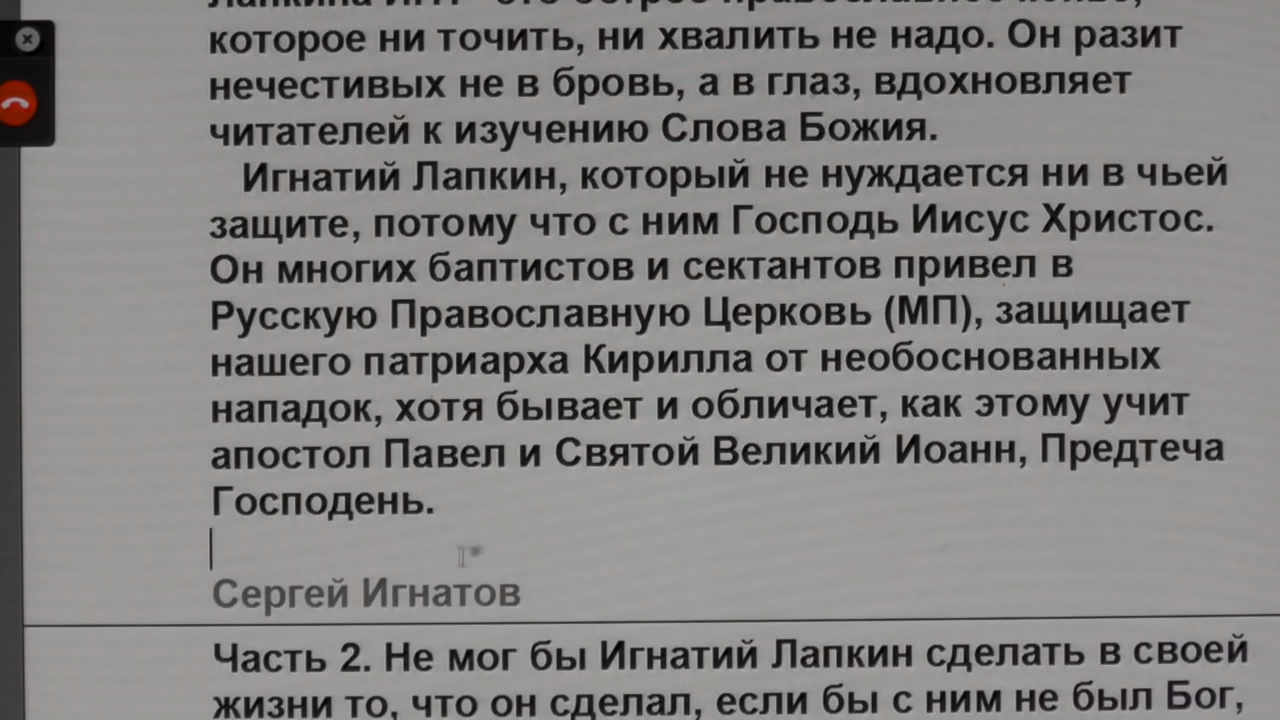 которое ни точить, ни хвалить не надо. Он разит
нечестивых не в бровь, а в глаз, вдохновляет
читателей к изучению Слова Божия.
Игнатий Лапкин, который не нуждается ни в чьей
защите, потому что с ним Господь Иисус Христос.
Он многих баптистов и сектантов привел в
Русскую Православную Церковь (МП), защищает
нашего патриарха Кирилла от необоснованных
нападок, хотя бывает и обличает, как этому учит
апостол Павел и Святой Великий Иоанн, Предтеча
Господень.
Сергей Игнатов
Часть 2. Не мог бы Игнатий Лапкин сделать в своей
жизни то, что он сделал, если бы с ним не был Бог,